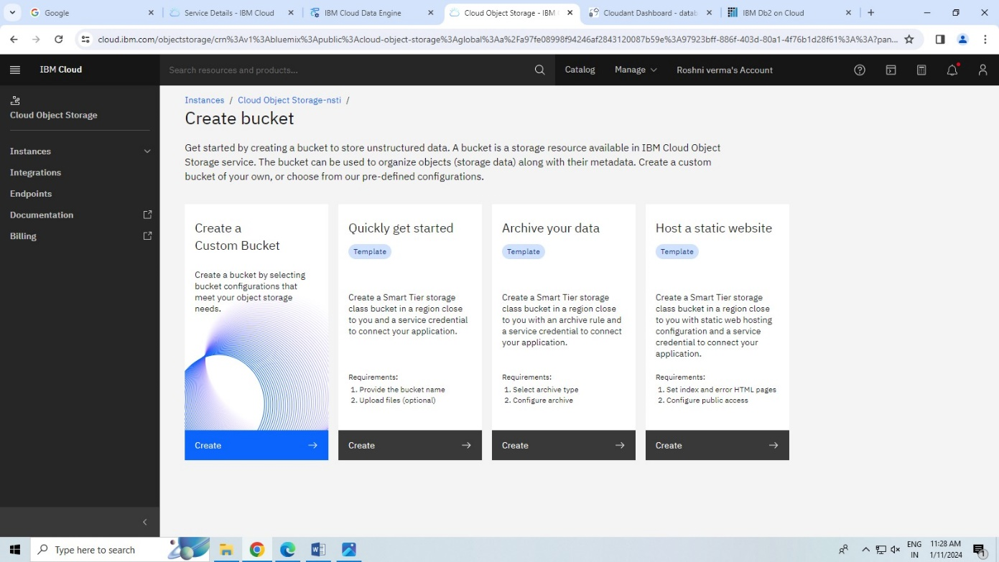 Google
Service Details - IBM Cloud
IBM Cloud Data Engine
Cloud Object Storage - IBM
Cloudant Dashboard - datab
IBM Db2 on Cloud
cloud.ibm.com/objectstorage/crn%3Av1%3Abluemix%3Apublic%3Acloud-object-storage%3Aglobal%3Aa%2Fa97fe08998f94246af2843120087b59e%3A97923bff-886f-403d-80a1-4f76b1d28f61%3A%3A?pan...
IBM Cloud
Search resources and products...
Catalog
Manage
Roshni verma's Account
Cloud Object Storage
Instances
Integrations
Endpoints
Documentation
Billing
Instances / Cloud Object Storage-nsti /
Create bucket
Get started by creating a bucket to store unstructured data. A bucket is a storage resource available in IBM Cloud Object
Storage service. The bucket can be used to organize objects (storage data) along with their metadata. Create a custom
bucket of your own, or choose from our pre-defined configurations.
Create a
Custom Bucket
Create a bucket by selecting
bucket configurations that
meet your object storage
needs.
Create
Quickly get started
Template
Create a Smart Tier storage
class bucket in a region close
to you and a service credential
to connect your application.
Requirements:
1. Provide the bucket name
2. Upload files (optional)
Create
Archive your data
Template
Create a Smart Tier storage
class bucket in a region close
to you with an archive rule and
a service credential to connect
your application.
Requirements:
1. Select archive type
2. Configure archive
Create
Host a static website
Template
Create a Smart Tier storage
class bucket in a region close
to you with static web hosting
configuration and a service
credential to connect your
application.
Requirements:
1. Set index and error HTML pages
2. Configure public access
Create
Type here to search
ENG
IN
11:28 AM
1/11/2024
1